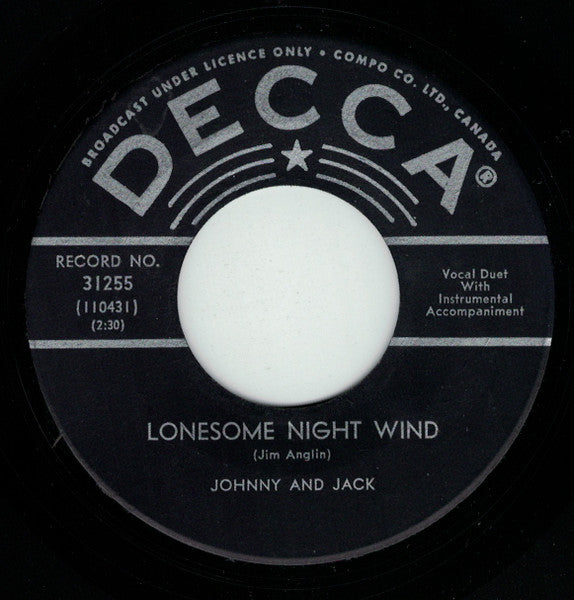 BROADCAST UNDER LICENCE ONLY • COMPO CO. LTD., CANADA
DECCA®
RECORD NO.
31255
(110431)
(2:30)
Vocal Duet
With
Instrumental
Accompaniment
LONESOME NIGHT WIND
(Jim Anglin)
JOHNNY AND JACK